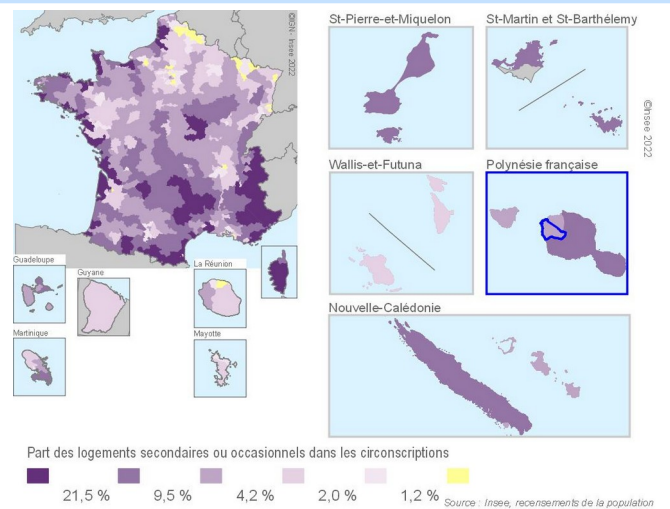 ©IGN - Insee 2022
St-Pierre-et-Miquelon
St-Martin et St-Barthélemy
©Insee 2022
Wallis-et-Futuna
Polynésie française
Guadeloupe
Guyane
La Réunion
Nouvelle-Calédonie
Martinique
Mayotte
Part des logements secondaires ou occasionnels dans les circonscriptions
21,5 % 9,5 % 4,2 % 2,0 % 1,2 %
Source : Insee, recensements de la population